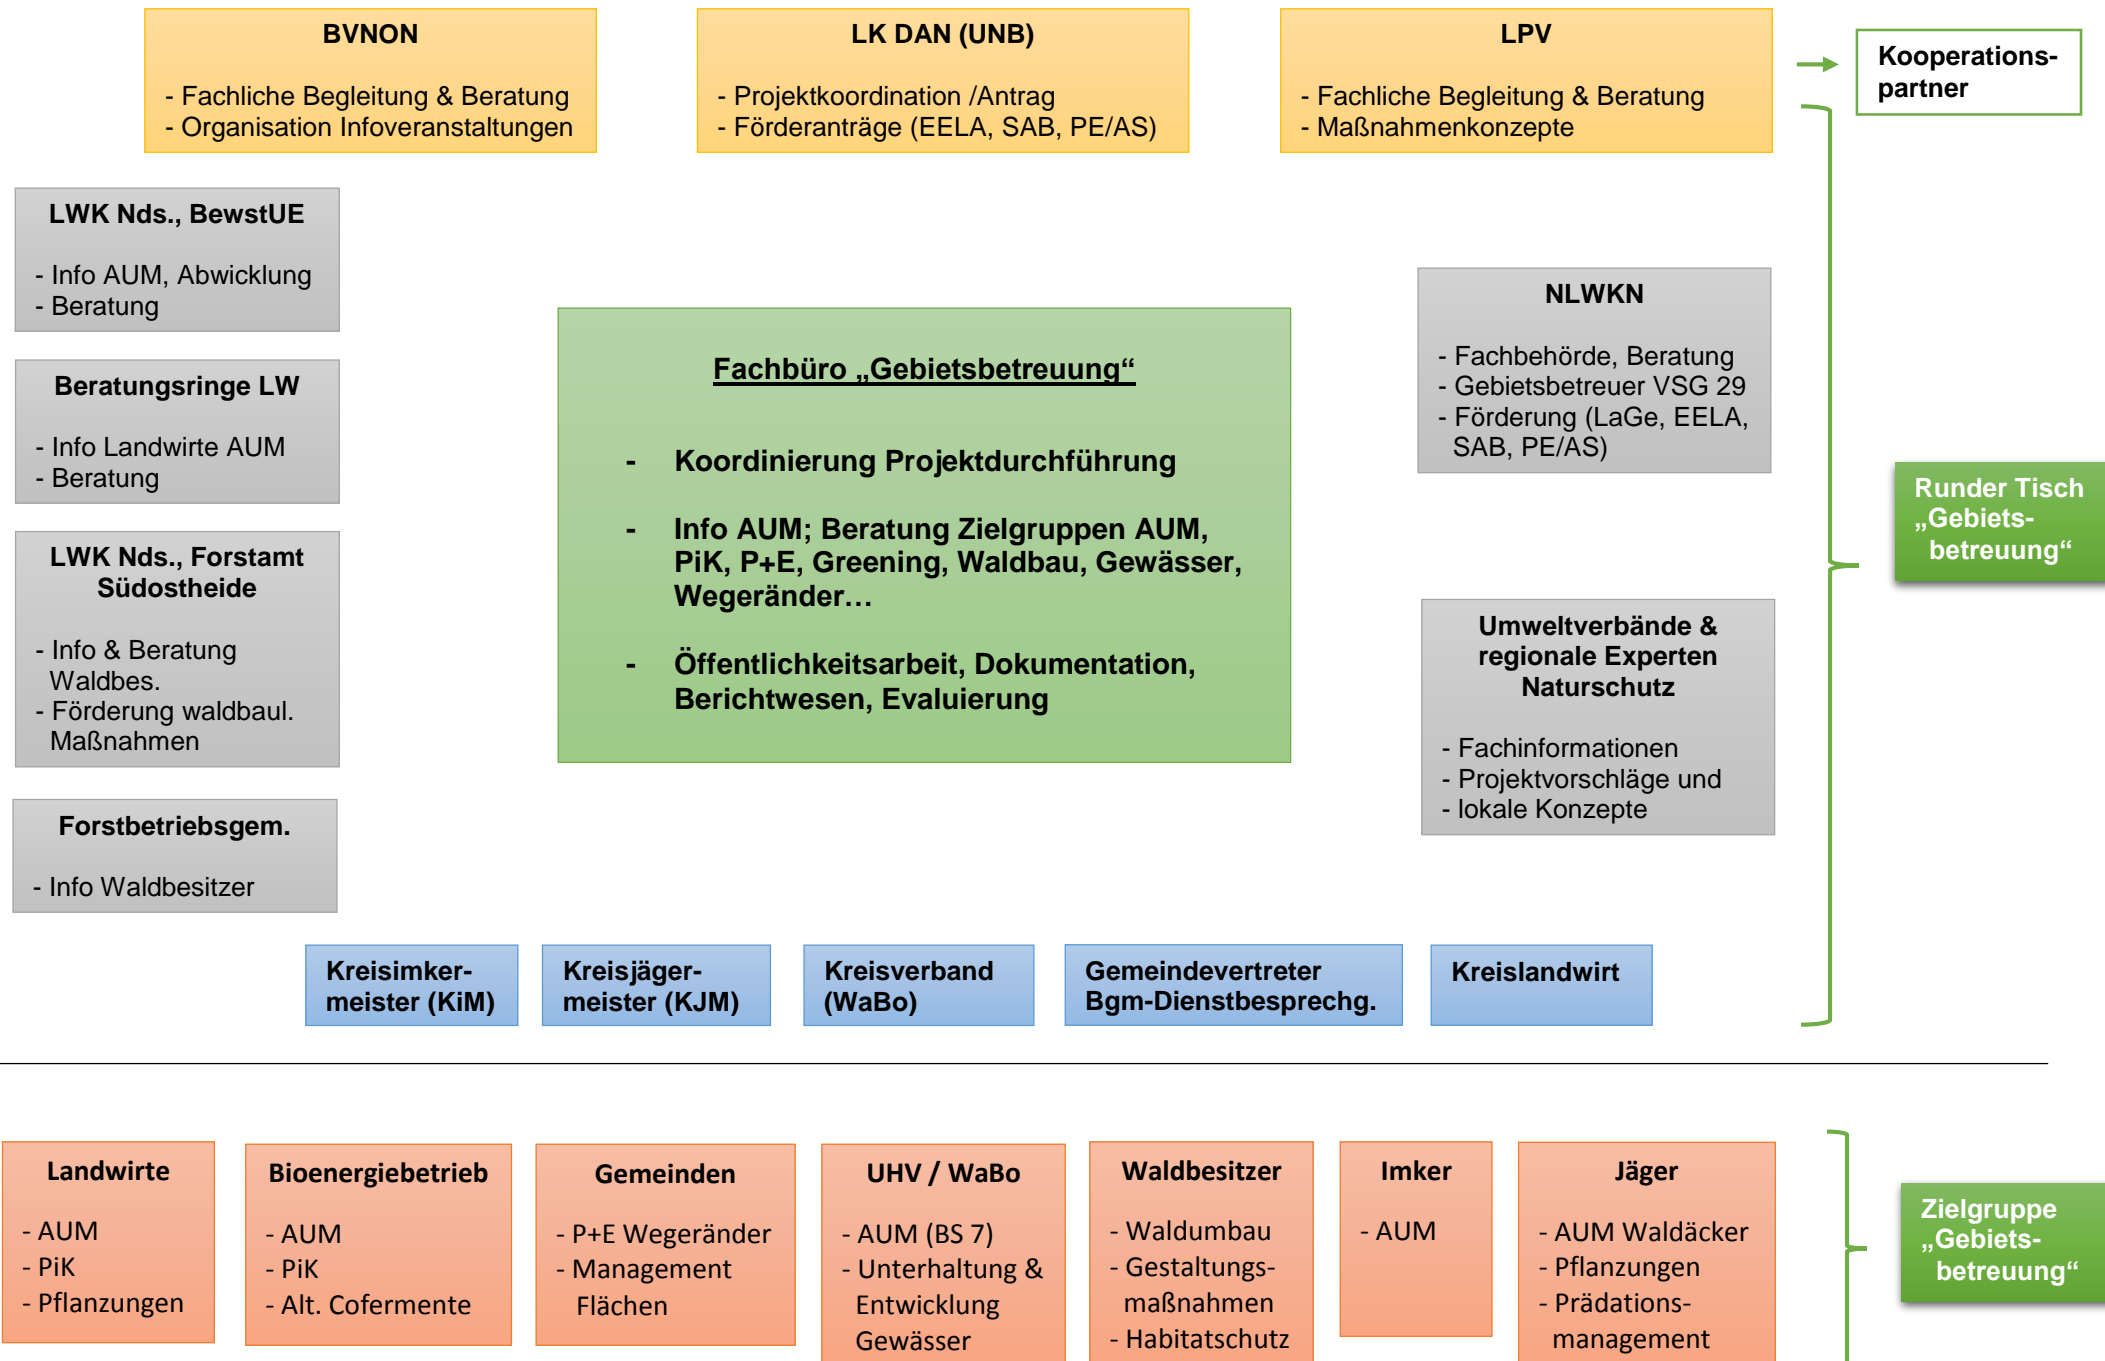 BVNON
- Fachliche Begleitung & Beratung
- Organisation Infoveranstaltungen
LK DAN (UNB)
- Projektkoordination /Antrag
- Förderanträge (EELA, SAB, PE/AS)
LPV
- Fachliche Begleitung & Beratung
- Maßnahmenkonzepte
Kooperations-
partner
LWK Nds., BewstUE
- Info AUM, Abwicklung
- Beratung
Beratungsringe LW
- Info Landwirte AUM
- Beratung
LWK Nds., Forstamt
Südostheide
- Info & Beratung
Waldbes.
- Förderung waldbaul.
Maßnahmen
Forstbetriebsgem.
- Info Waldbesitzer
Fachbüro „Gebietsbetreuung“
- Koordinierung Projektdurchführung
- Info AUM; Beratung Zielgruppen AUM,
PiK, P+E, Greening, Waldbau, Gewässer,
Wegeränder…
- Öffentlichkeitsarbeit, Dokumentation,
Berichtwesen, Evaluierung
NLWKN
- Fachbehörde, Beratung
- Gebietsbetreuer VSG 29
- Förderung (LaGe, EELA,
SAB, PE/AS)
Umweltverbände &
regionale Experten
Naturschutz
- Fachinformationen
- Projektvorschläge und
- lokale Konzepte
Runder Tisch
„Gebiets-
betreuung“
Kreisimker-
meister (KiM)
Kreisjäger-
meister (KJM)
Kreisverband
(WaBo)
Gemeindevertreter
Bgm-Dienstbesprechg.
Kreislandwirt
Landwirte
- AUM
- PiK
- Pflanzungen
Bioenergiebetrieb
- AUM
- PiK
- Alt. Cofermente
Gemeinden
- P+E Wegeränder
- Management
Flächen
UHV / WaBo
- AUM (BS 7)
- Unterhaltung &
Entwicklung
Gewässer
Waldbesitzer
- Waldumbau
- Gestaltungs-
maßnahmen
- Habitatschutz
Imker
- AUM
Jäger
- AUM Waldäcker
- Pflanzungen
- Prädations-
management
Zielgruppe
„Gebiets-
betreuung“